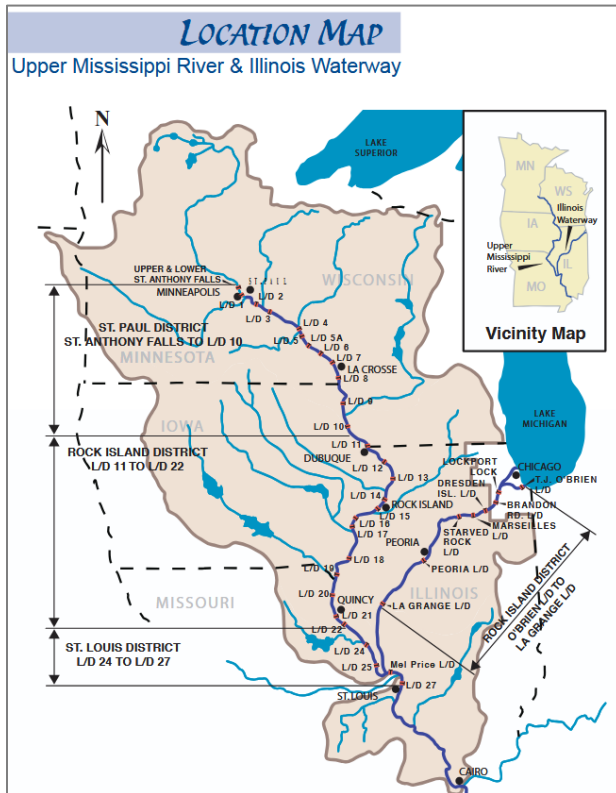 LOCATION MAP
Upper Mississippi River & Illinois Waterway
N
LAKE
SUPERIOR
MN
WS
IA
IL
MO
Illinois
Waterway
Upper
Mississippi
River
Vicinity Map
WISCONSIN
UPPER & LOWER
ST. ANTHONY FALLS
MINNEAPOLIS
L/D 1
L/D 2
L/D 3
L/D 4
L/D 5
L/D 5A
L/D 6
L/D 7
LA CROSSE
L/D 8
L/D 9
L/D 10
ST. PAUL DISTRICT
ST. ANTHONY FALLS TO L/D 10
MINNESOTA
IOWA
L/D 11
DUBUQUE
L/D 12
L/D 13
L/D 14
ROCK ISLAND
L/D 15
L/D 16
L/D 17
L/D 18
L/D 19
L/D 20
QUINCY
L/D 21
L/D 22
ROCK ISLAND DISTRICT
L/D 11 TO L/D 22
LAKE
MICHIGAN
LOCKPORT
LOCK
CHICAGO
T.J. O'BRIEN
L/D
DRESDEN
ISL. L/D
BRANDON
RD. L/D
MARSEILLES
L/D
STARVED
ROCK
L/D
PEORIA
PEORIA L/D
ILLINOIS
LA GRANGE L/D
ROCK ISLAND DISTRICT
O'BRIEN L/D TO
LA GRANGE L/D
MISSOURI
ST. LOUIS DISTRICT
L/D 24 TO L/D 27
L/D 24
L/D 25
Mel Price L/D
L/D 27
ST. LOUIS
CAIRO